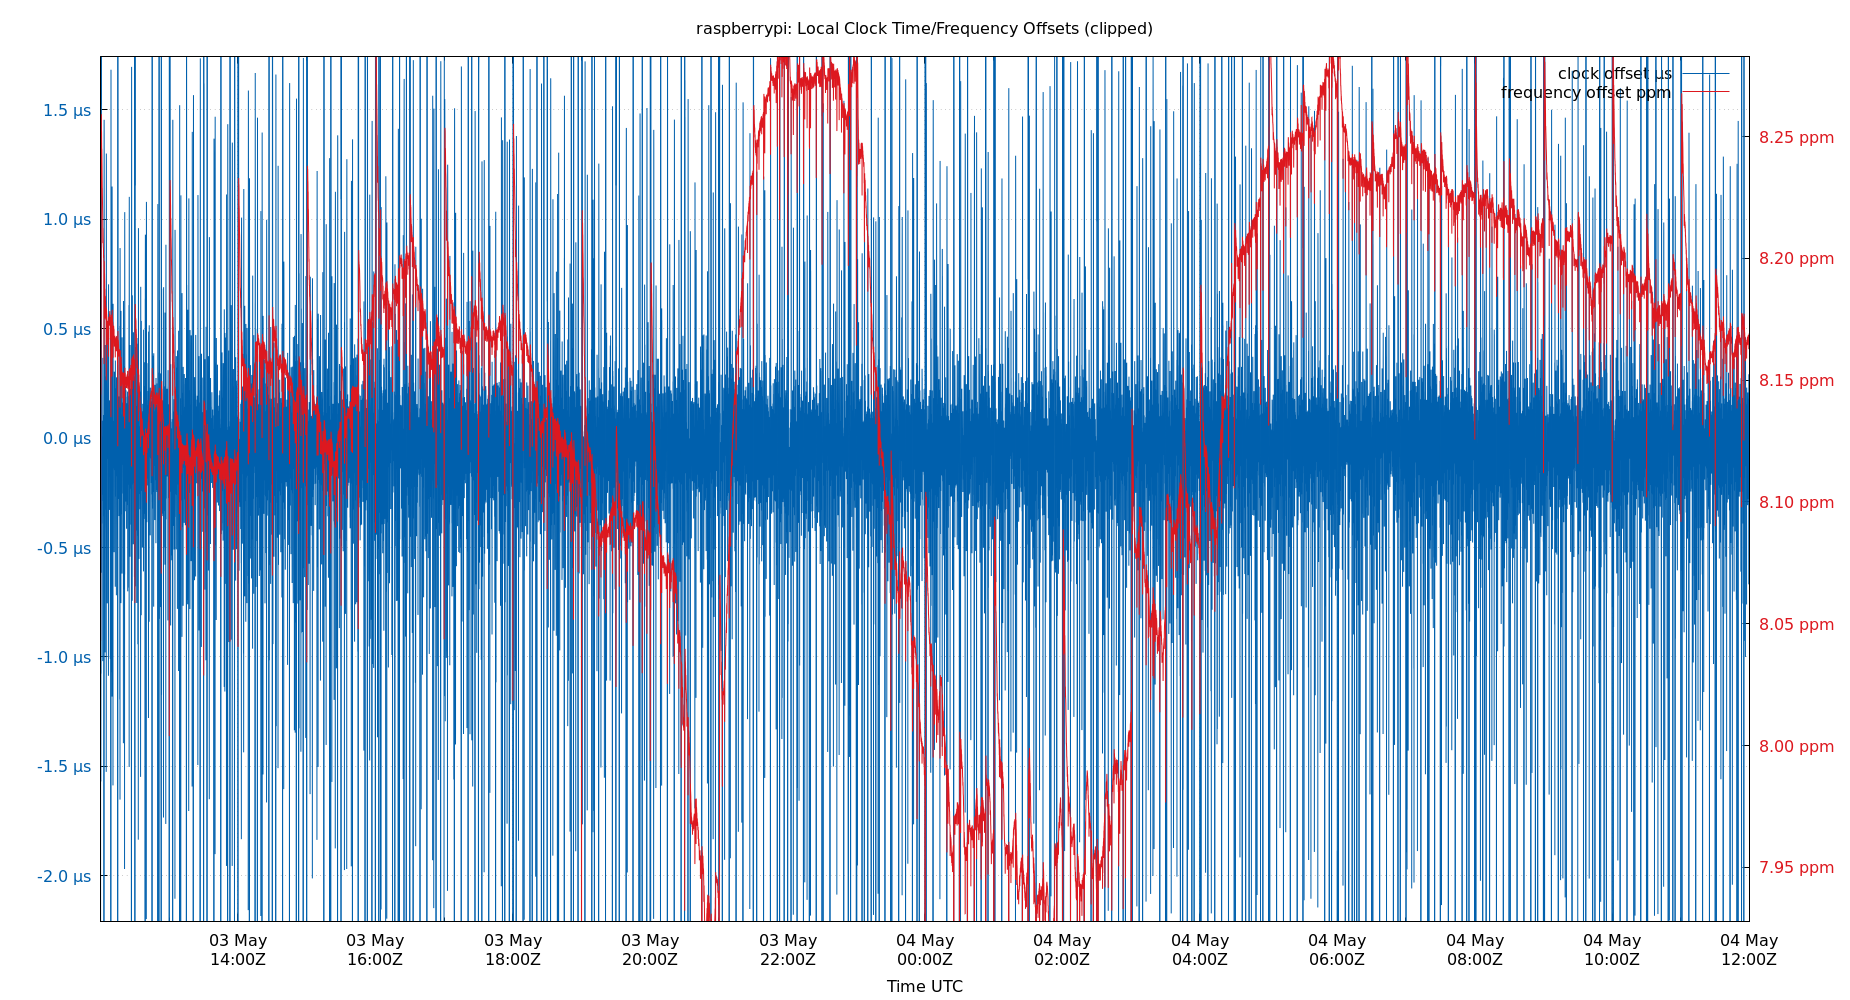 raspberrypi: Local Clock Time/Frequency Offsets (clipped)
clock offset µs
frequency offset ppm
1.5 µs
1.0 µs
0.5 µs
0.0 µs
-0.5 µs
-1.0 µs
-1.5 µs
-2.0 µs
8.25 ppm
8.20 ppm
8.15 ppm
8.10 ppm
8.05 ppm
8.00 ppm
7.95 ppm
03 May 03 May 03 May 03 May 03 May 04 May 04 May 04 May 04 May 04 May 04 May 04 May
14:00Z 16:00Z 18:00Z 20:00Z 22:00Z 00:00Z 02:00Z 04:00Z 06:00Z 08:00Z 10:00Z 12:00Z
Time UTC